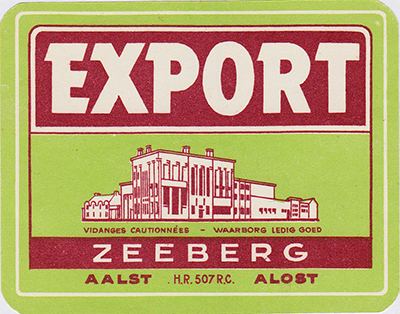 EXPORT
VIDANGES CAUTIONNÉES - WAARBORG LEDIG GOED
ZEEBERG
AALST . H.R. 507 R.C. ALOST